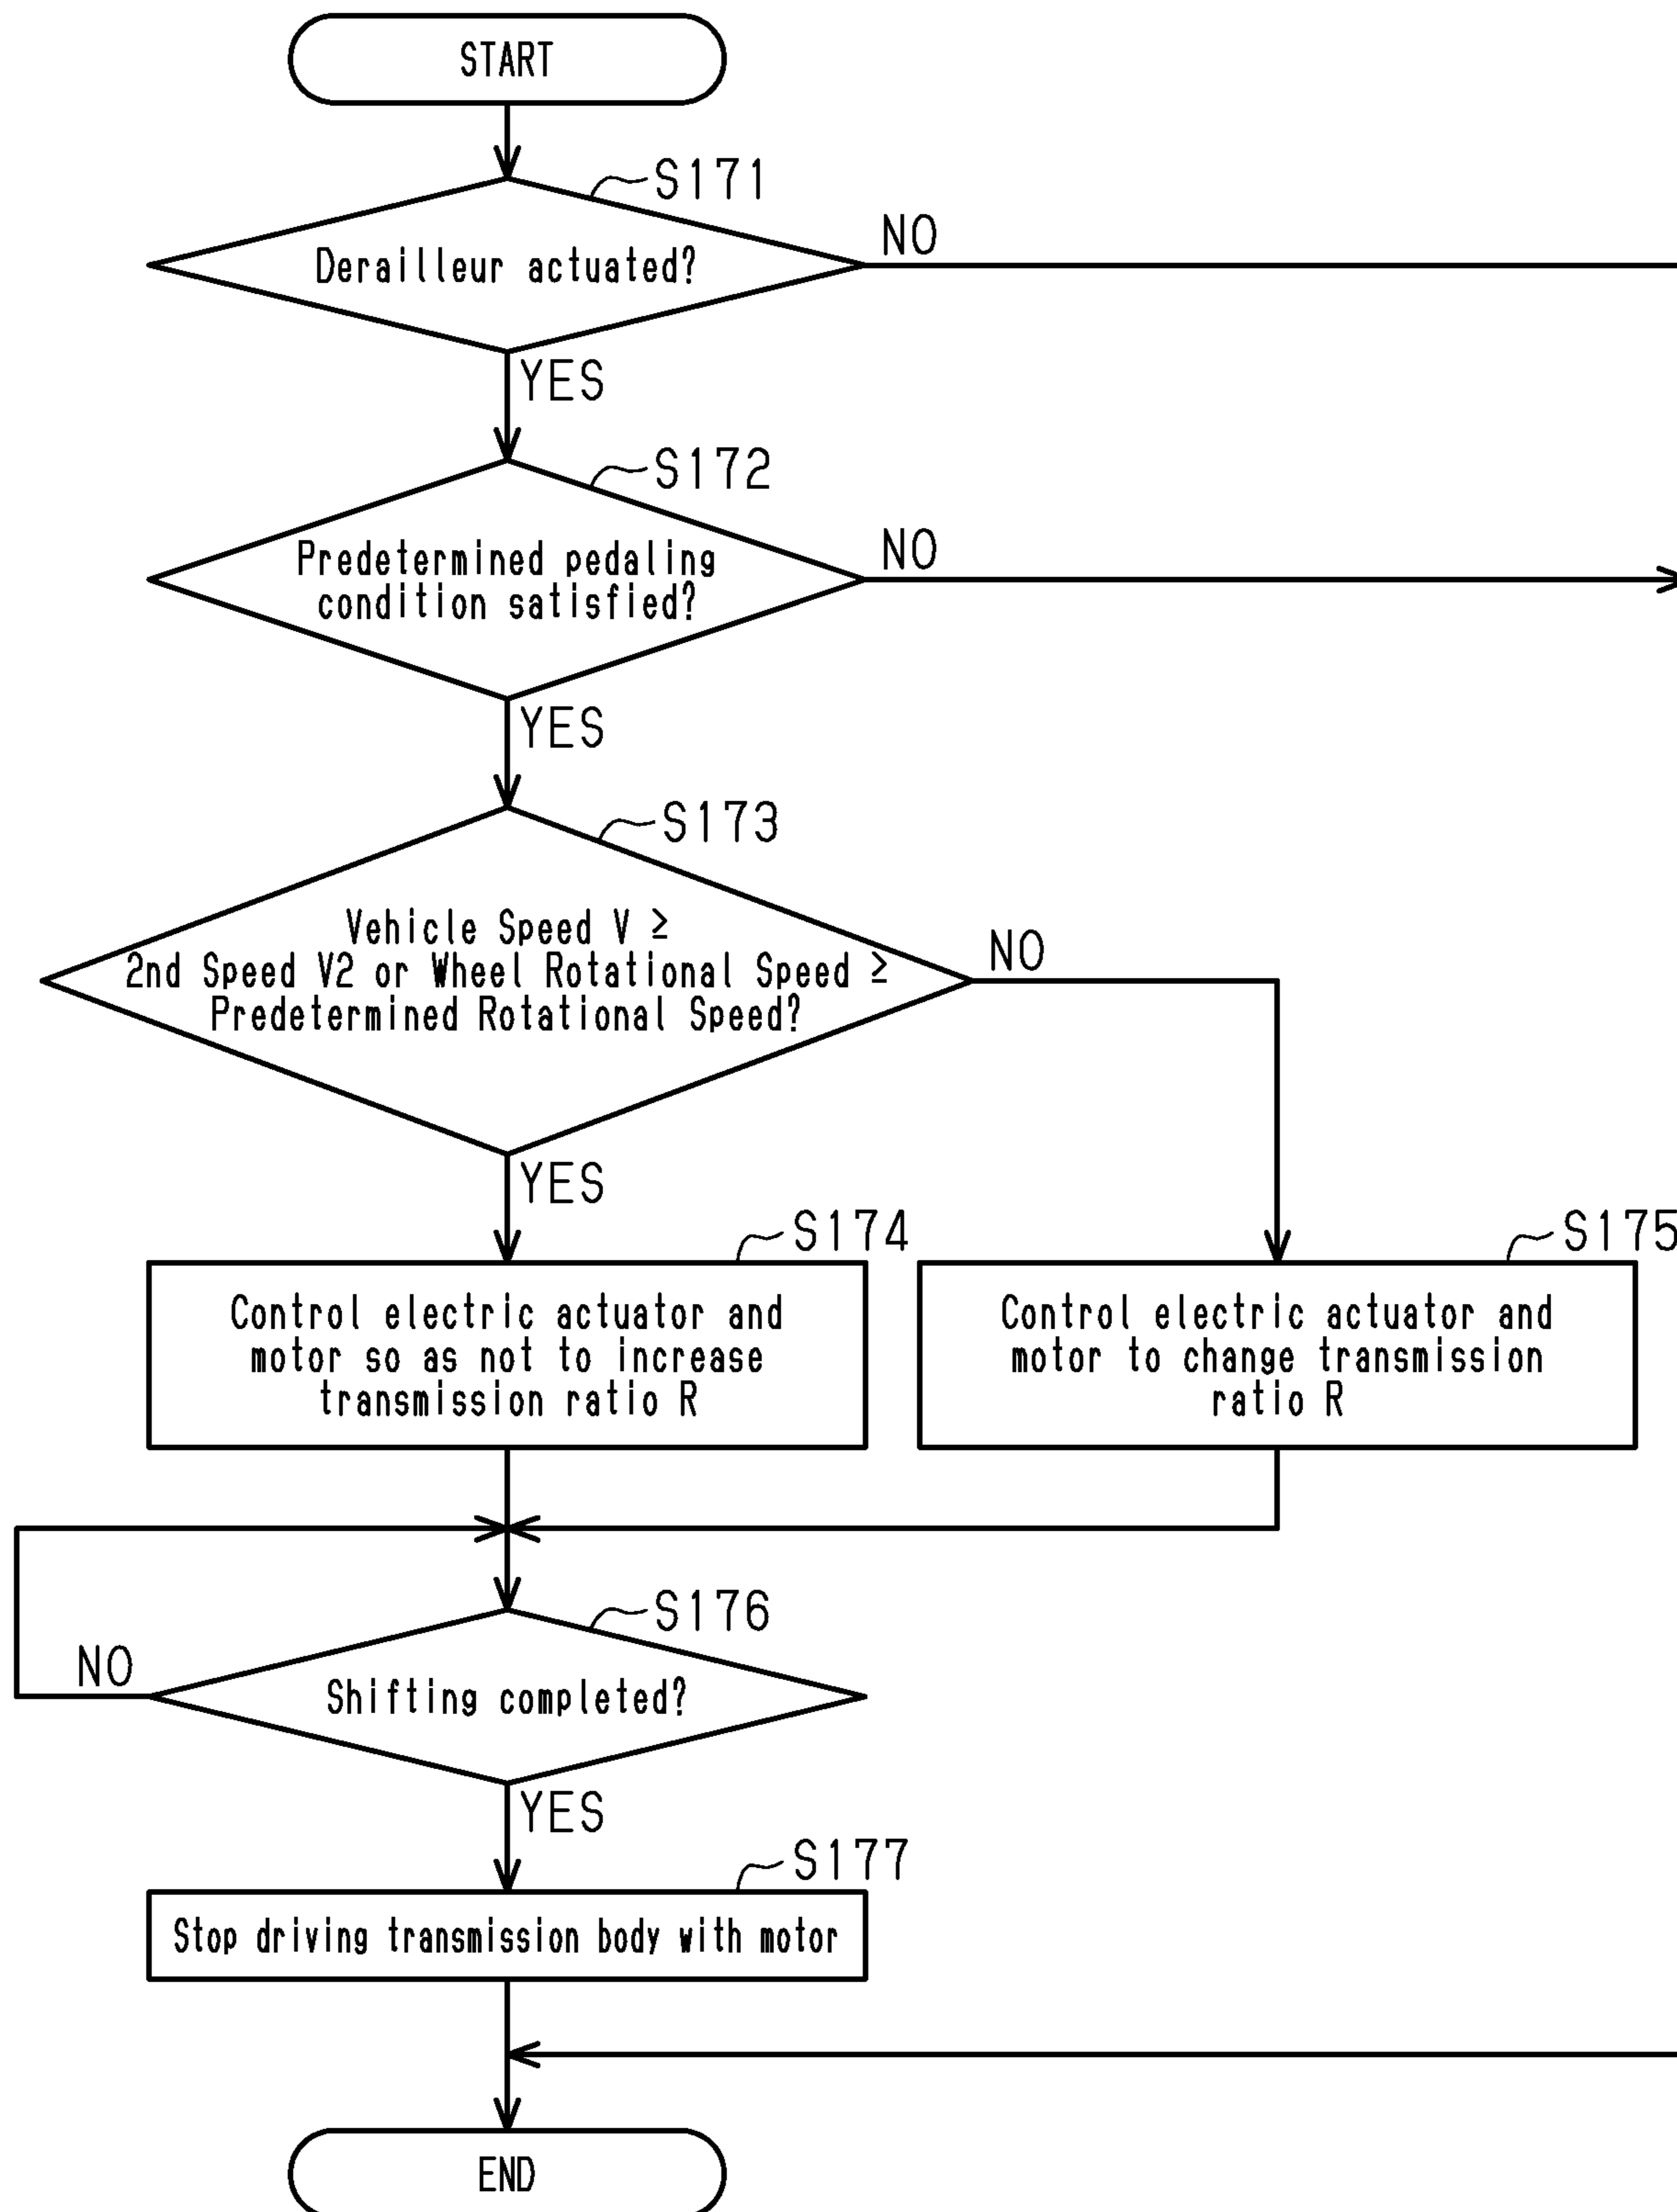 START
S171
Derailleur actuated?
NO
YES
S172
Predetermined pedaling
condition satisfied?
NO
YES
S173
Vehicle Speed V ≥
2nd Speed V2 or Wheel Rotational Speed ≥
Predetermined Rotational Speed?
NO
YES
S174
Control electric actuator and
motor so as not to increase
transmission ratio R
S175
Control electric actuator and
motor to change transmission
ratio R
S176
Shifting completed?
NO
YES
S177
Stop driving transmission body with motor
END